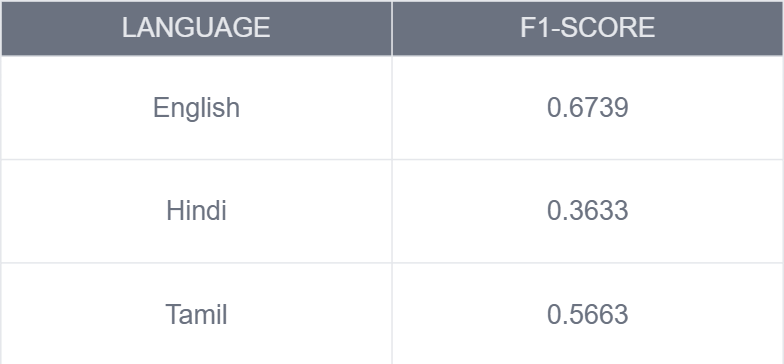 LANGUAGE F1-SCORE
English 0.6739
Hindi 0.3633
Tamil 0.5663